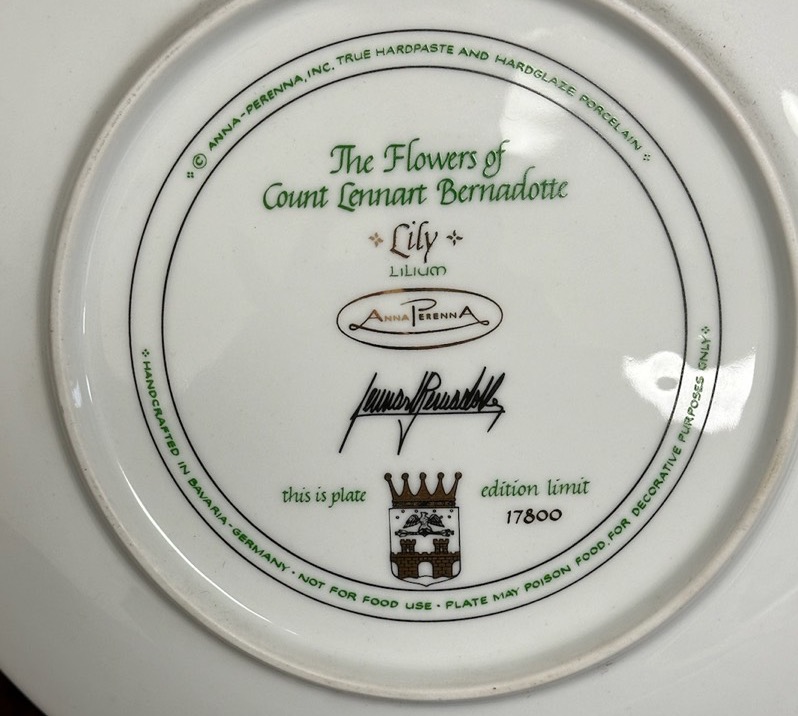 © ANNA-PERENNA, INC. TRUE HARDPASTE AND HARDGLAZE PORCELAIN
The Flowers of
Count Lennart Bernadotte
Lily
LILIUM
ANNA PERENNA
Lennart Bernadotte
this is plate
edition limit
17800
HANDCRAFTED IN BAVARIA-GERMANY · NOT FOR FOOD USE · PLATE MAY POISON FOOD. FOR DECORATIVE PURPOSES ONLY